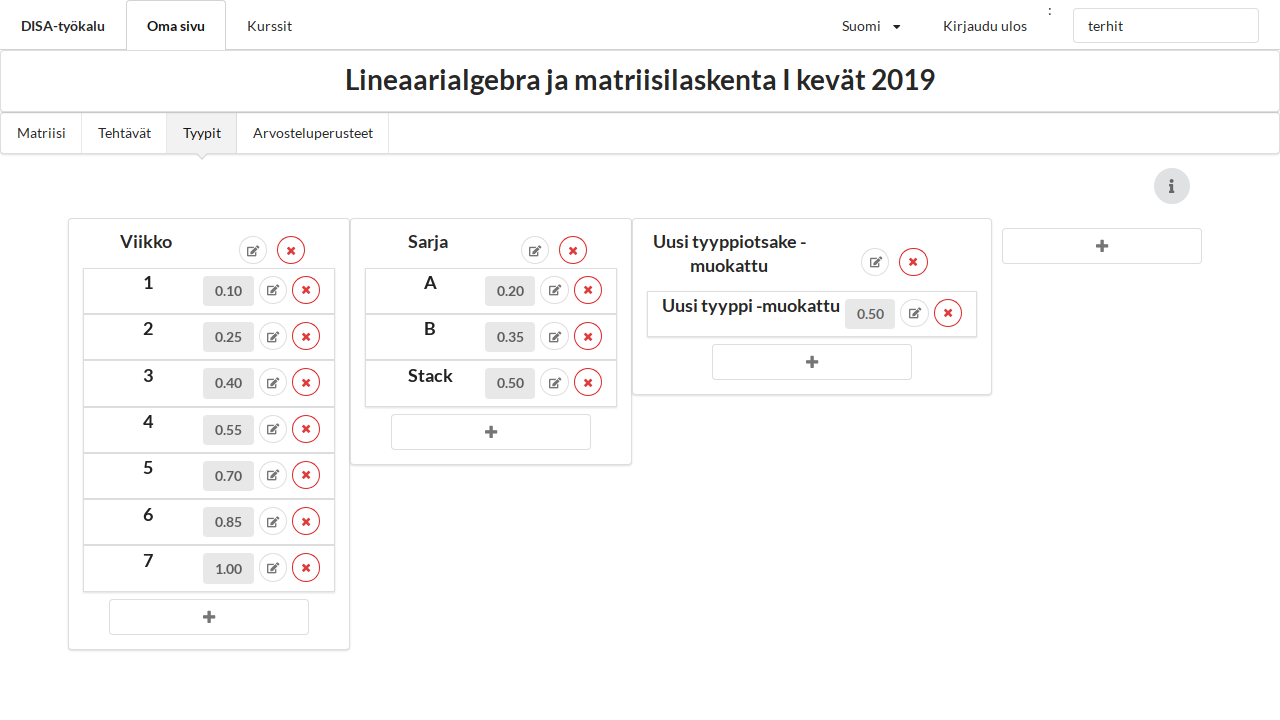 DISA-työkalu
Oma sivu
Kurssit
Suomi
Kirjaudu ulos
:
terhit
Lineaarialgebra ja matriisilaskenta I kevät 2019
Matriisi
Tehtävät
Tyypit
Arvosteluperusteet
Viikko
1
0.10
2
0.25
3
0.40
4
0.55
5
0.70
6
0.85
7
1.00
Sarja
A
0.20
B
0.35
Stack
0.50
Uusi tyyppiotsake -
muokattu
Uusi tyyppi -muokattu
0.50